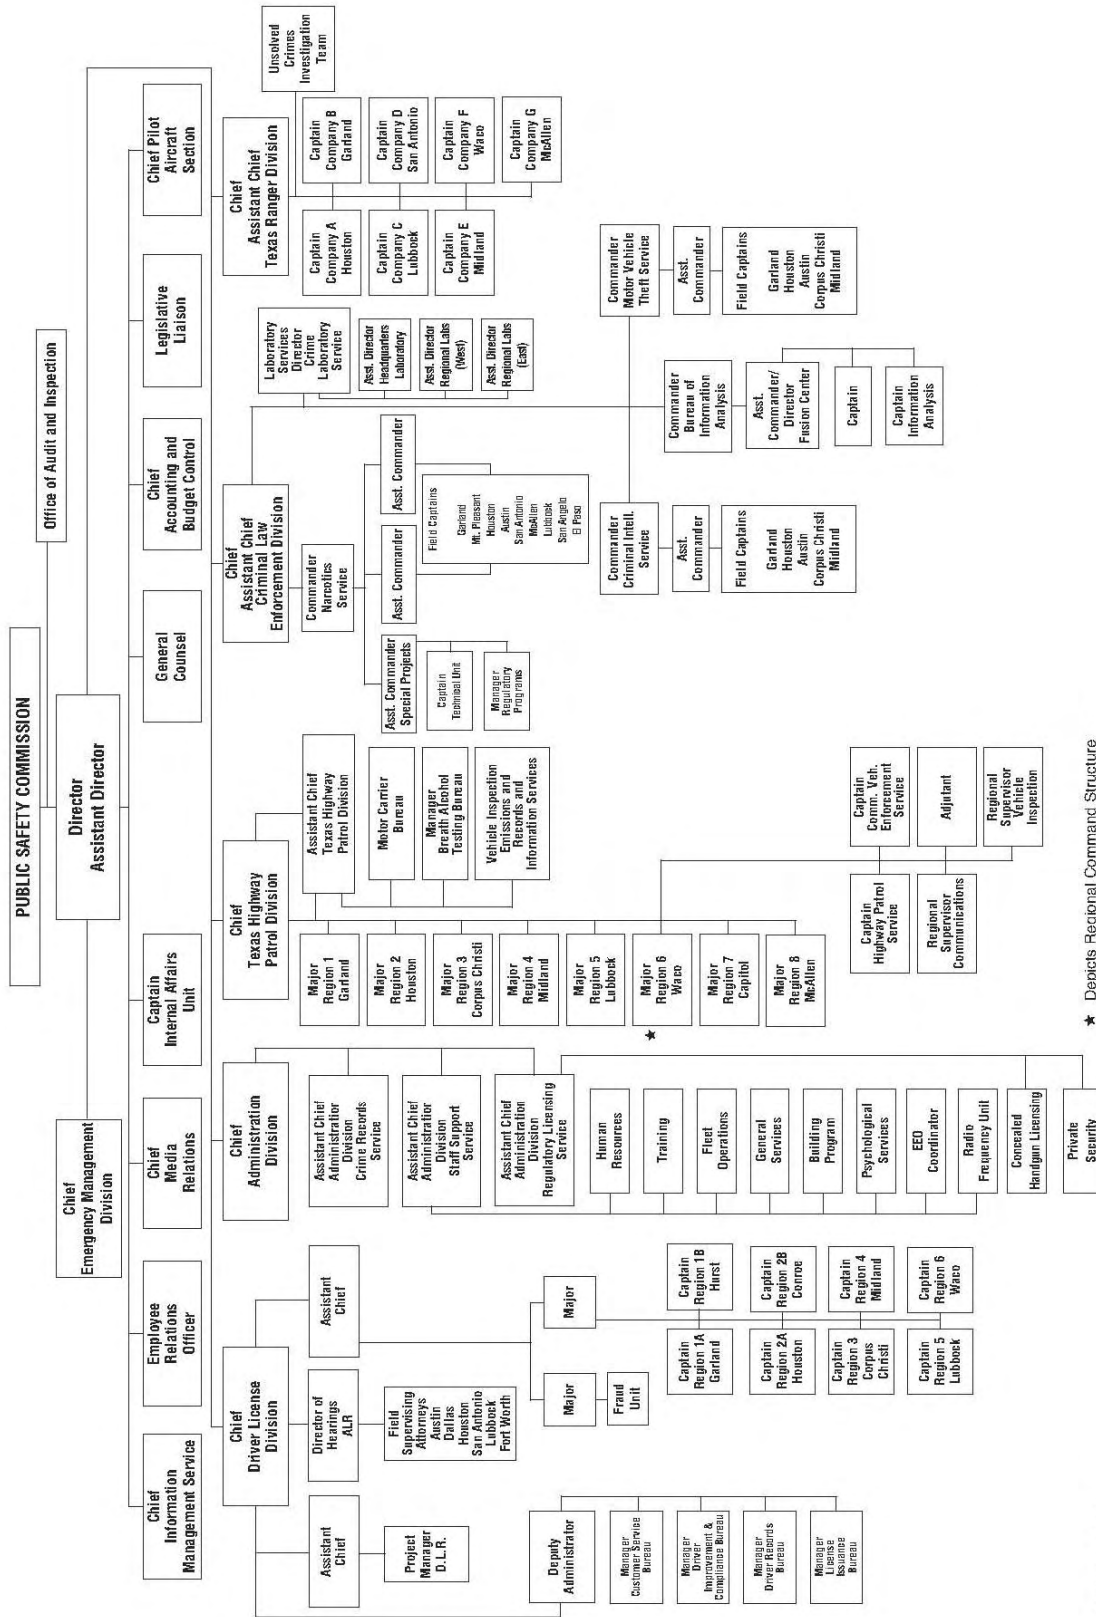 PUBLIC SAFETY COMMISSION
Office of Audit and Inspection
Director
Assistant Director
Chief
Emergency Management
Division
Chief
Information
Management Service
Employee
Relations
Officer
Chief
Media
Relations
Captain
Internal Affairs
Unit
General
Counsel
Chief
Accounting and
Budget Control
Legislative
Liaison
Chief Pilot
Aircraft
Section
Chief
Driver License
Division
Chief
Administration
Division
Chief
Texas Highway
Patrol Division
Chief
Assistant Chief
Criminal Law
Enforcement Division
Chief
Assistant Chief
Texas Ranger Division
Assistant
Chief
Project
Manager
D.L.R.
Director of
Hearings
ALR
Field
Supervising
Attorneys
Austin
Dallas
Houston
San Antonio
Lubbock
Fort Worth
Assistant
Chief
Deputy
Administrator
Manager
Customer Service
Bureau
Manager
Driver
Improvement &
Compliance Bureau
Manager
Driver Records
Bureau
Manager
License
Issuance
Bureau
Major
Fraud
Unit
Major
Captain
Region 1A
Garland
Captain
Region 1B
Hurst
Captain
Region 2A
Houston
Captain
Region 2B
Conroe
Captain
Region 3
Corpus
Christi
Captain
Region 4
Midland
Captain
Region 5
Lubbock
Captain
Region 6
Waco
Assistant Chief
Administration
Division
Crime Records
Service
Assistant Chief
Administration
Division
Staff Support
Service
Assistant Chief
Administration
Division
Regulatory Licensing
Service
Human
Resources
Training
Fleet
Operations
General
Services
Building
Program
Psychological
Services
EEO
Coordinator
Radio
Frequency Unit
Concealed
Handgun Licensing
Private
Security
Assistant Chief
Texas Highway
Patrol Division
Motor Carrier
Bureau
Manager
Breath Alcohol
Testing Bureau
Vehicle Inspection
Emissions and
Records and
Information Services
Major
Region 1
Garland
Major
Region 2
Houston
Major
Region 3
Corpus Christi
Major
Region 4
Midland
Major
Region 5
Lubbock
★
Major
Region 6
Waco
Major
Region 7
Capitol
Major
Region 8
McAllen
Captain
Highway Patrol
Service
Captain
Comm. Veh.
Enforcement
Service
Regional
Supervisor
Communications
Adjutant
Regional
Supervisor
Vehicle
Inspection
Commander
Narcotics
Service
Asst. Commander
Special Projects
Captain
Technical Unit
Manager
Regulatory
Programs
Asst. Commander
Asst. Commander
Field Captains
Garland
Mt. Pleasant
Houston
Austin
San Antonio
McAllen
Lubbock
San Angelo
El Paso
Laboratory
Services
Director
Crime
Laboratory
Service
Asst. Director
Headquarters
Laboratory
Asst. Director
Regional Labs
(West)
Asst. Director
Regional Labs
(East)
Commander
Criminal Intell.
Service
Asst.
Commander
Field Captains
Garland
Houston
Austin
Corpus Christi
Midland
Commander
Bureau of
Information
Analysis
Asst.
Commander/
Director
Fusion Center
Captain
Captain
Information
Analysis
Commander
Motor Vehicle
Theft Service
Asst.
Commander
Field Captains
Garland
Houston
Austin
Corpus Christi
Midland
Unsolved
Crimes
Investigation
Team
Captain
Company A
Houston
Captain
Company B
Garland
Captain
Company C
Lubbock
Captain
Company D
San Antonio
Captain
Company E
Midland
Captain
Company F
Waco
Captain
Company G
McAllen
★ Depicts Regional Command Structure